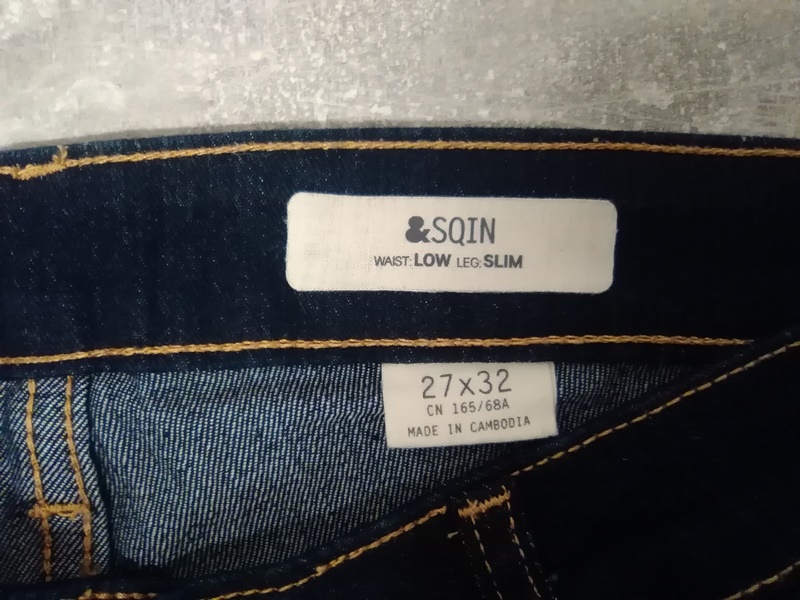 &SQIN
WAIST: LOW LEG: SLIM
27x32
CN 165/68A
MADE IN CAMBODIA